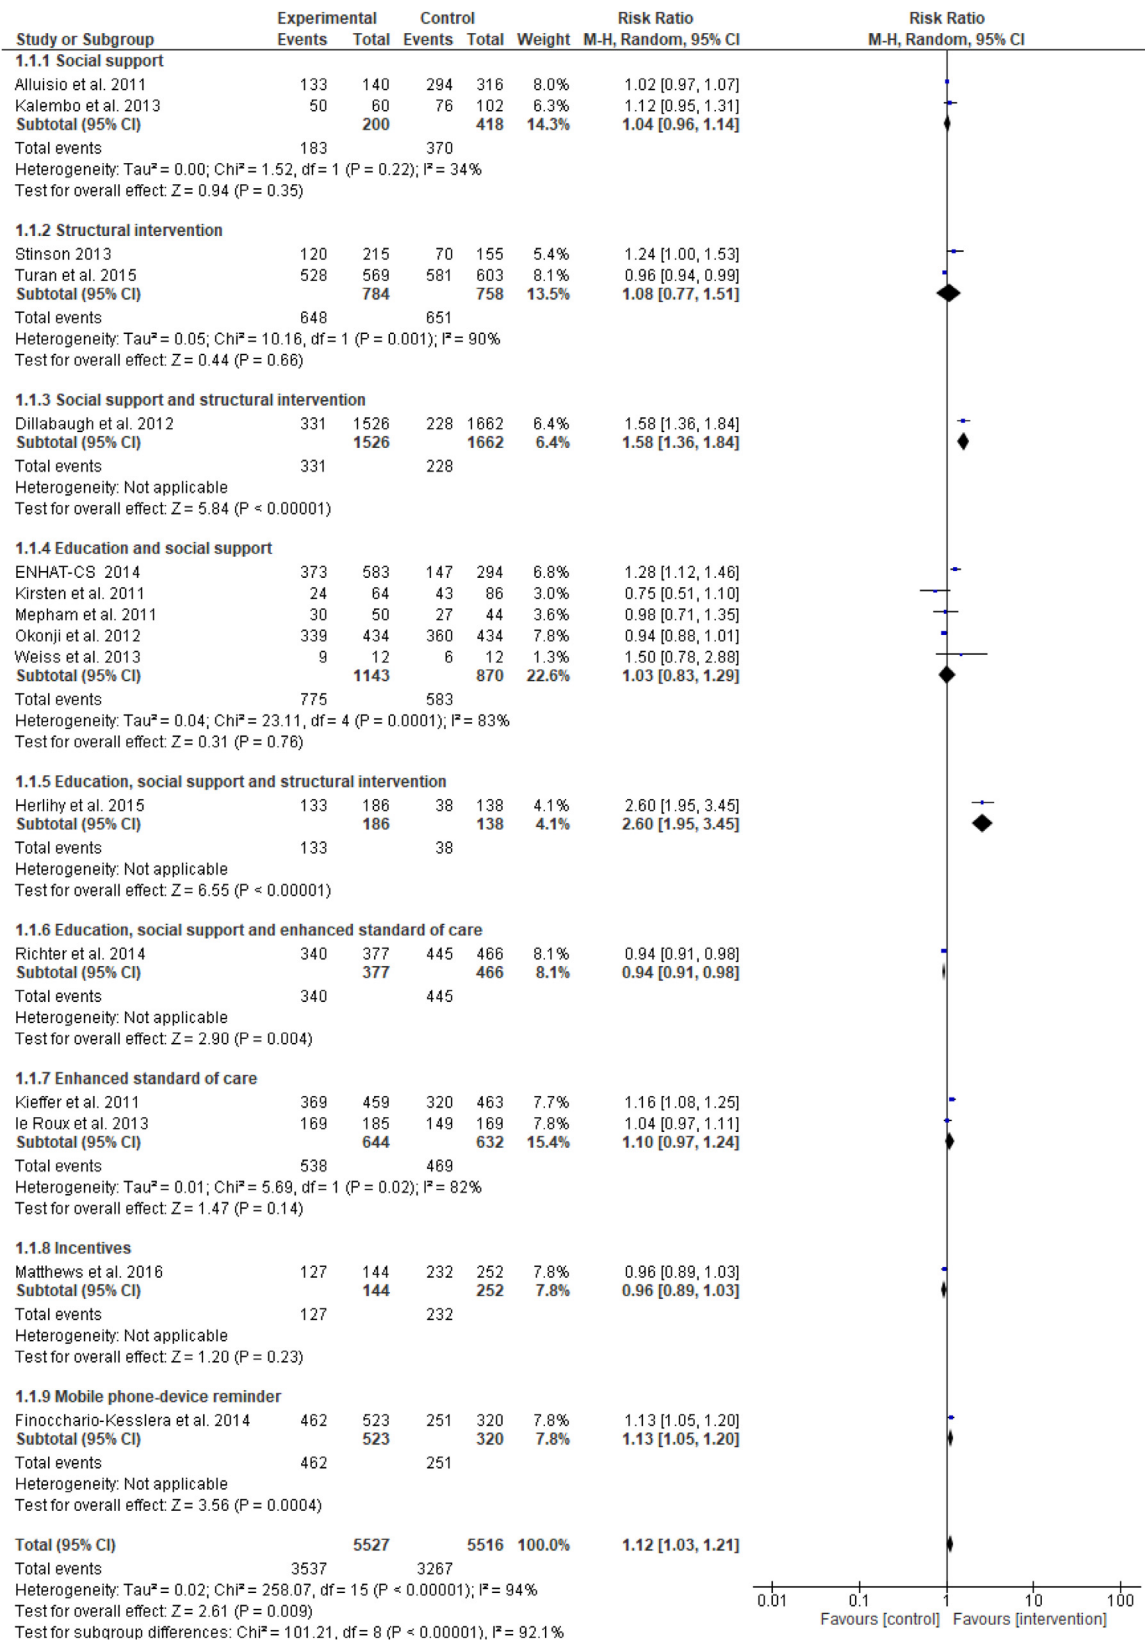 Experimental Control Risk Ratio Risk Ratio
Study or Subgroup Events Total Events Total Weight M-H, Random, 95% CI M-H, Random, 95% CI
1.1.1 Social support
Alluisio et al. 2011 133 140 294 316 8.0% 1.02 [0.97, 1.07]
Kalembo et al. 2013 50 60 76 102 6.3% 1.12 [0.95, 1.31]
Subtotal (95% CI) 200 418 14.3% 1.04 [0.96, 1.14]
Total events 183 370
Heterogeneity: Tau² = 0.00; Chi² = 1.52, df = 1 (P = 0.22); I² = 34%
Test for overall effect: Z = 0.94 (P = 0.35)
1.1.2 Structural intervention
Stinson 2013 120 215 70 155 5.4% 1.24 [1.00, 1.53]
Turan et al. 2015 528 569 581 603 8.1% 0.96 [0.94, 0.99]
Subtotal (95% CI) 784 758 13.5% 1.08 [0.77, 1.51]
Total events 648 651
Heterogeneity: Tau² = 0.05; Chi² = 10.16, df = 1 (P = 0.001); I² = 90%
Test for overall effect: Z = 0.44 (P = 0.66)
1.1.3 Social support and structural intervention
Dillabaugh et al. 2012 331 1526 228 1662 6.4% 1.58 [1.36, 1.84]
Subtotal (95% CI) 1526 1662 6.4% 1.58 [1.36, 1.84]
Total events 331 228
Heterogeneity: Not applicable
Test for overall effect: Z = 5.84 (P < 0.00001)
1.1.4 Education and social support
ENHAT-CS 2014 373 583 147 294 6.8% 1.28 [1.12, 1.46]
Kirsten et al. 2011 24 64 43 86 3.0% 0.75 [0.51, 1.10]
Mepham et al. 2011 30 50 27 44 3.6% 0.98 [0.71, 1.35]
Okonji et al. 2012 339 434 360 434 7.8% 0.94 [0.88, 1.01]
Weiss et al. 2013 9 12 6 12 1.3% 1.50 [0.78, 2.88]
Subtotal (95% CI) 1143 870 22.6% 1.03 [0.83, 1.29]
Total events 775 583
Heterogeneity: Tau² = 0.04; Chi² = 23.11, df = 4 (P = 0.0001); I² = 83%
Test for overall effect: Z = 0.31 (P = 0.76)
1.1.5 Education, social support and structural intervention
Herlihy et al. 2015 133 186 38 138 4.1% 2.60 [1.95, 3.45]
Subtotal (95% CI) 186 138 4.1% 2.60 [1.95, 3.45]
Total events 133 38
Heterogeneity: Not applicable
Test for overall effect: Z = 6.55 (P < 0.00001)
1.1.6 Education, social support and enhanced standard of care
Richter et al. 2014 340 377 445 466 8.1% 0.94 [0.91, 0.98]
Subtotal (95% CI) 377 466 8.1% 0.94 [0.91, 0.98]
Total events 340 445
Heterogeneity: Not applicable
Test for overall effect: Z = 2.90 (P = 0.004)
1.1.7 Enhanced standard of care
Kieffer et al. 2011 369 459 320 463 7.7% 1.16 [1.08, 1.25]
le Roux et al. 2013 169 185 149 169 7.8% 1.04 [0.97, 1.11]
Subtotal (95% CI) 644 632 15.4% 1.10 [0.97, 1.24]
Total events 538 469
Heterogeneity: Tau² = 0.01; Chi² = 5.69, df = 1 (P = 0.02); I² = 82%
Test for overall effect: Z = 1.47 (P = 0.14)
1.1.8 Incentives
Matthews et al. 2016 127 144 232 252 7.8% 0.96 [0.89, 1.03]
Subtotal (95% CI) 144 252 7.8% 0.96 [0.89, 1.03]
Total events 127 232
Heterogeneity: Not applicable
Test for overall effect: Z = 1.20 (P = 0.23)
1.1.9 Mobile phone-device reminder
Finocchario-Kesslera et al. 2014 462 523 251 320 7.8% 1.13 [1.05, 1.20]
Subtotal (95% CI) 523 320 7.8% 1.13 [1.05, 1.20]
Total events 462 251
Heterogeneity: Not applicable
Test for overall effect: Z = 3.56 (P = 0.0004)
Total (95% CI) 5527 5516 100.0% 1.12 [1.03, 1.21]
Total events 3537 3267
Heterogeneity: Tau² = 0.02; Chi² = 258.07, df = 15 (P < 0.00001); I² = 94%
Test for overall effect: Z = 2.61 (P = 0.009)
Test for subgroup differences: Chi² = 101.21, df = 8 (P < 0.00001), I² = 92.1%
0.01 0.1 1 10 100
Favours [control] Favours [intervention]